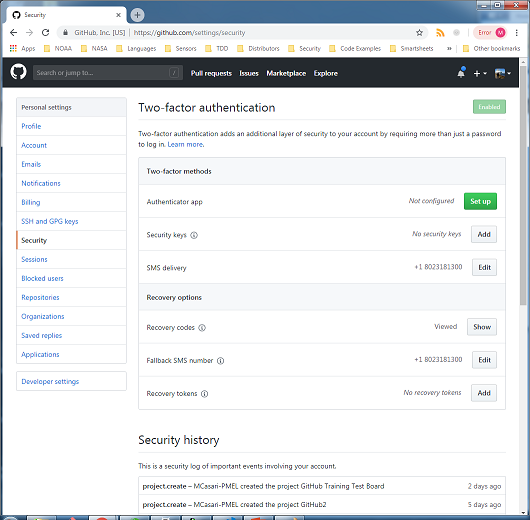 Security
GitHub, Inc. [US] | https://github.com/settings/security
Error M
Apps NOAA NASA Languages Sensors TDD Distributors Security Code Examples Smartsheets » Other bookmarks
Search or jump to... / Pull requests Issues Marketplace Explore
Personal settings
Profile
Account
Emails
Notifications
Billing
SSH and GPG keys
Security
Sessions
Blocked users
Repositories
Organizations
Saved replies
Applications
Developer settings
Two-factor authentication Enabled
Two-factor authentication adds an additional layer of security to your account by requiring more than just a password
to log in. Learn more.
Two-factor methods
Authenticator app Not configured Set up
Security keys No security keys Add
SMS delivery +1 8023181300 Edit
Recovery options
Recovery codes Viewed Show
Fallback SMS number +1 8023181300 Edit
Recovery tokens No recovery tokens Add
Security history
This is a security log of important events involving your account.
project.create – MCasari-PMEL created the project GitHub Training Test Board 2 days ago
project.create – MCasari-PMEL created the project GitHub2 5 days ago